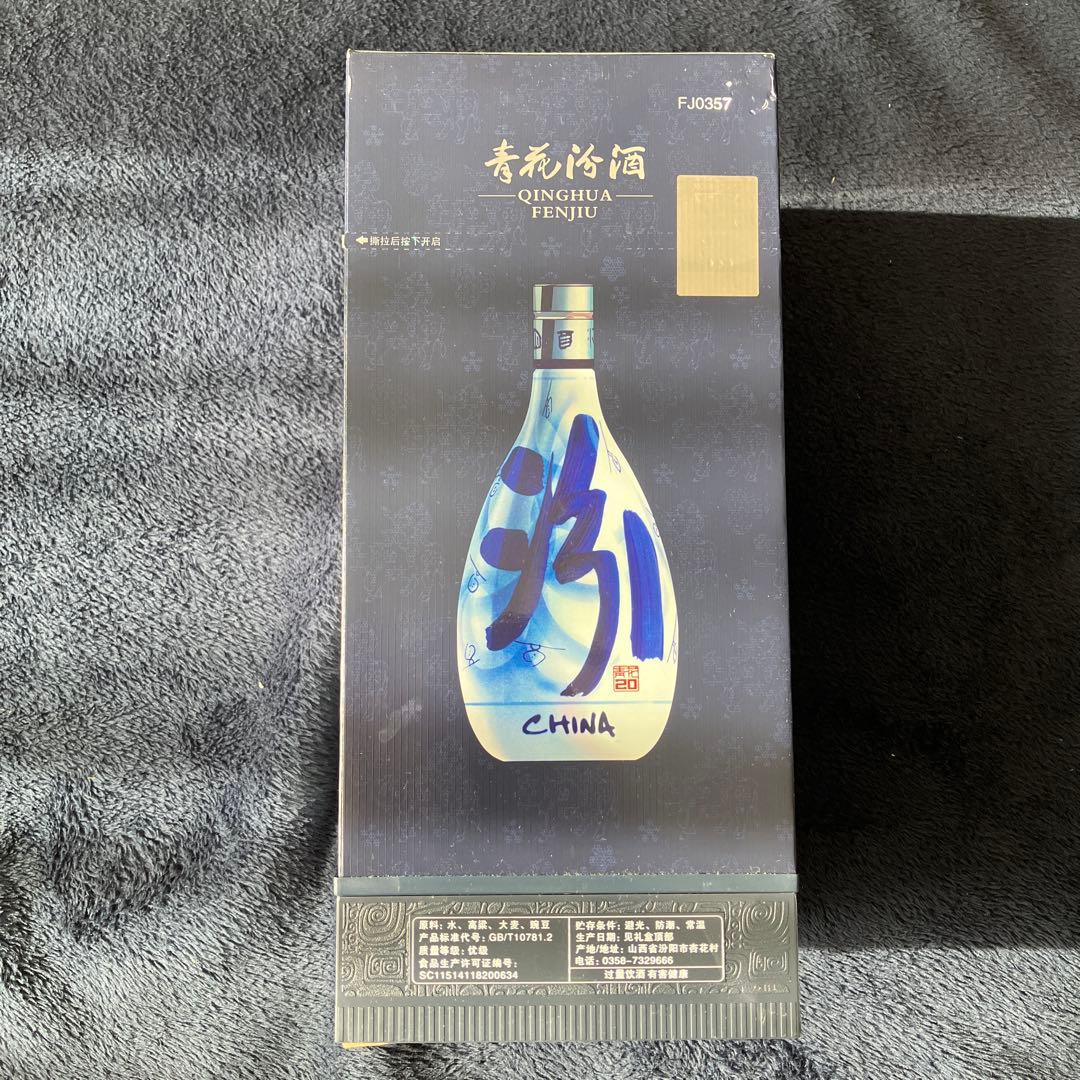 FJ0357
青花汾酒
QINGHUA
FENJIU
撕拉后按下开启
汾
青花
20
CHINA
原料：水、高粱、大麦、豌豆
产品标准代号：GB/T10781.2
质量等级：优级
食品生产许可证编号：
SC11514118200634
贮存条件：避光、防潮、常温
生产日期：见礼盒顶部
产地/地址：山西省汾阳市杏花村
电话：0358-7329666
过量饮酒 有害健康